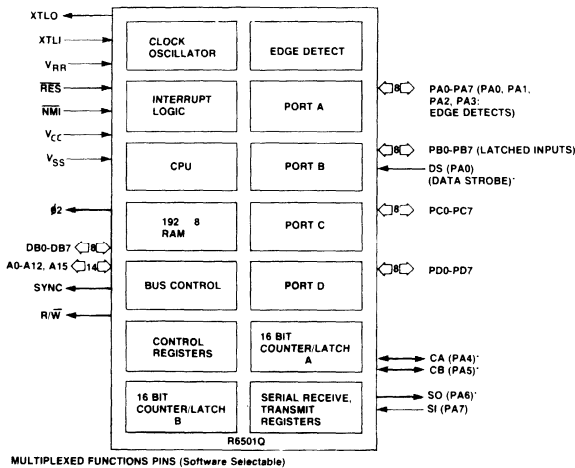 XTLO
XTLI
VRR
RES
NMI
VCC
VSS
ø2
DB0-DB7
8
A0-A12, A15
14
SYNC
R/W
CLOCK
OSCILLATOR
EDGE DETECT
INTERRUPT
LOGIC
PORT A
CPU
PORT B
192 8
RAM
PORT C
BUS CONTROL
PORT D
CONTROL
REGISTERS
16 BIT
COUNTER/LATCH
A
16 BIT
COUNTER/LATCH
B
SERIAL RECEIVE,
TRANSMIT
REGISTERS
R6501Q
8
PA0-PA7 (PA0, PA1,
PA2, PA3:
EDGE DETECTS)
8
PB0-PB7 (LATCHED INPUTS)
DS (PA0)
(DATA STROBE)*
8
PC0-PC7
8
PD0-PD7
CA (PA4)*
CB (PA5)*
SO (PA6)*
SI (PA7)
MULTIPLEXED FUNCTIONS PINS (Software Selectable)